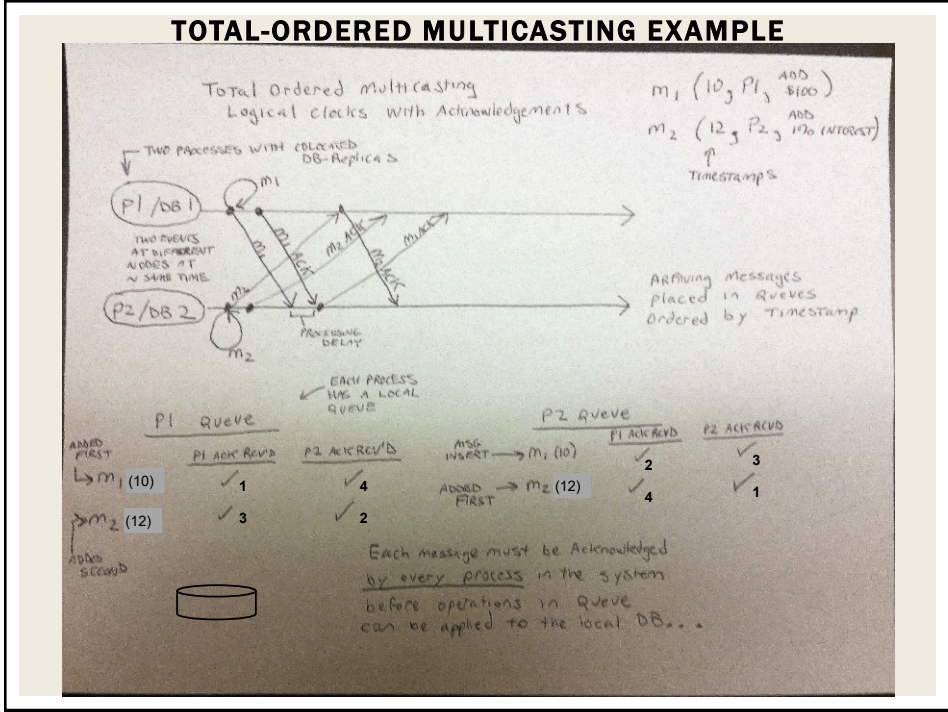 TOTAL-ORDERED MULTICASTING EXAMPLE
Total Ordered Multicasting
Logical clocks with Acknowledgements
m1 (10, P1, ADD $100)
m2 (12, P2, ADD 1% INTEREST)
TIMESTAMPS
TWO PROCESSES WITH COLOCATED
DB-Replicas
P1/DB1
m1
TWO EVENTS
AT DIFFERENT
NODES AT
~ SAME TIME
m1
m1 ACK
m2 ACK
m2 ACK
m1 ACK
m2
P2/DB2
m2
PROCESSING
DELAY
Arriving Messages
placed in Queues
Ordered by Timestamp
EACH PROCESS
HAS A LOCAL
QUEUE
P1 Queue
P1 ACK RCV'D P2 ACK RCV'D
ADDED
FIRST
m1 (10) ✓1 ✓4
m2 (12) ✓3 ✓2
ADDED
SECOND
P2 Queue
P1 ACK RCVD P2 ACK RCVD
MSG
INSERT → m1 (10) ✓2 ✓3
ADDED
FIRST → m2 (12) ✓4 ✓1
Each message must be Acknowledged
by every process in the system
before operations in Queue
can be applied to the local DB....